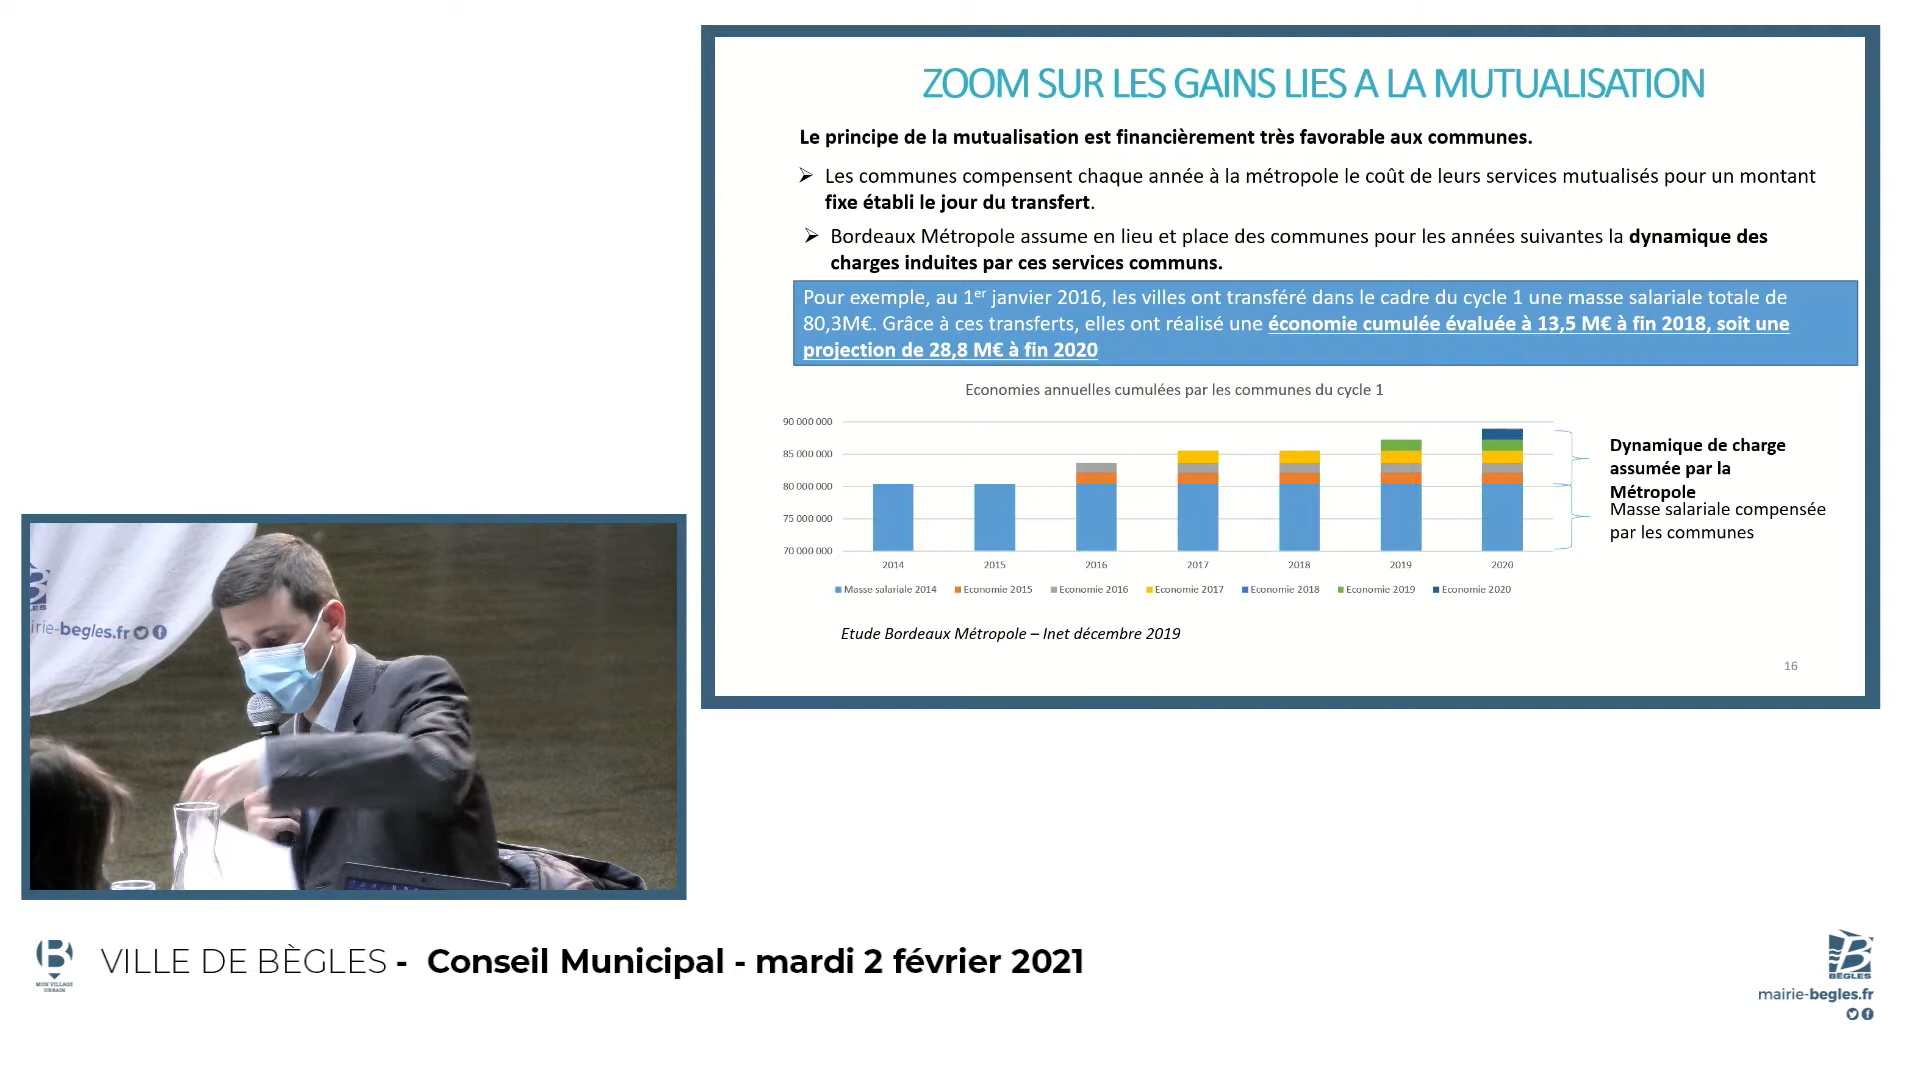 ZOOM SUR LES GAINS LIES A LA MUTUALISATION
Le principe de la mutualisation est financièrement très favorable aux communes.
➢ Les communes compensent chaque année à la métropole le coût de leurs services mutualisés pour un montant
fixe établi le jour du transfert.
➢ Bordeaux Métropole assume en lieu et place des communes pour les années suivantes la dynamique des
charges induites par ces services communs.
Pour exemple, au 1er janvier 2016, les villes ont transféré dans le cadre du cycle 1 une masse salariale totale de
80,3M€. Grâce à ces transferts, elles ont réalisé une économie cumulée évaluée à 13,5 M€ à fin 2018, soit une
projection de 28,8 M€ à fin 2020
Economies annuelles cumulées par les communes du cycle 1
90 000 000
85 000 000
80 000 000
75 000 000
70 000 000
2014 2015 2016 2017 2018 2019 2020
Masse salariale 2014 Economie 2015 Economie 2016 Economie 2017 Economie 2018 Economie 2019 Economie 2020
Dynamique de charge
assumée par la
Métropole
Masse salariale compensée
par les communes
Etude Bordeaux Métropole – Inet décembre 2019
16
B
LES
irie-begles.fr
VILLE DE BÈGLES - Conseil Municipal - mardi 2 février 2021
B
MON VILLAGE
URBAIN
B
BÈGLES
mairie-begles.fr